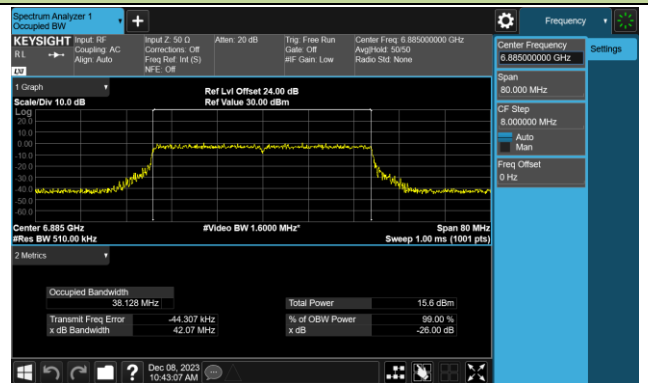 Spectrum Analyzer 1
Occupied BW
+
Frequency
KEYSIGHT
RL
LXI
Input: RF
Coupling: AC
Align: Auto
Input Z: 50 Ω
Corrections: Off
Freq Ref: Int (S)
NFE: Off
Atten: 20 dB
Trig: Free Run
Gate: Off
#IF Gain: Low
Center Freq: 6.885000000 GHz
Avg|Hold: 50/50
Radio Std: None
Center Frequency
6.885000000 GHz
Settings
Span
80.000 MHz
CF Step
8.000000 MHz
Auto
Man
Freq Offset
0 Hz
1 Graph
Scale/Div 10.0 dB
Ref Lvl Offset 24.00 dB
Ref Value 30.00 dBm
Log
20.0
10.0
0.00
-10.0
-20.0
-30.0
-40.0
-50.0
-60.0
Center 6.885 GHz
#Res BW 510.00 kHz
#Video BW 1.6000 MHz*
Span 80 MHz
Sweep 1.00 ms (1001 pts)
2 Metrics
Occupied Bandwidth
38.128 MHz
Total Power 15.6 dBm
Transmit Freq Error -44.307 kHz
% of OBW Power 99.00 %
x dB Bandwidth 42.07 MHz
x dB -26.00 dB
?
Dec 08, 2023
10:43:07 AM